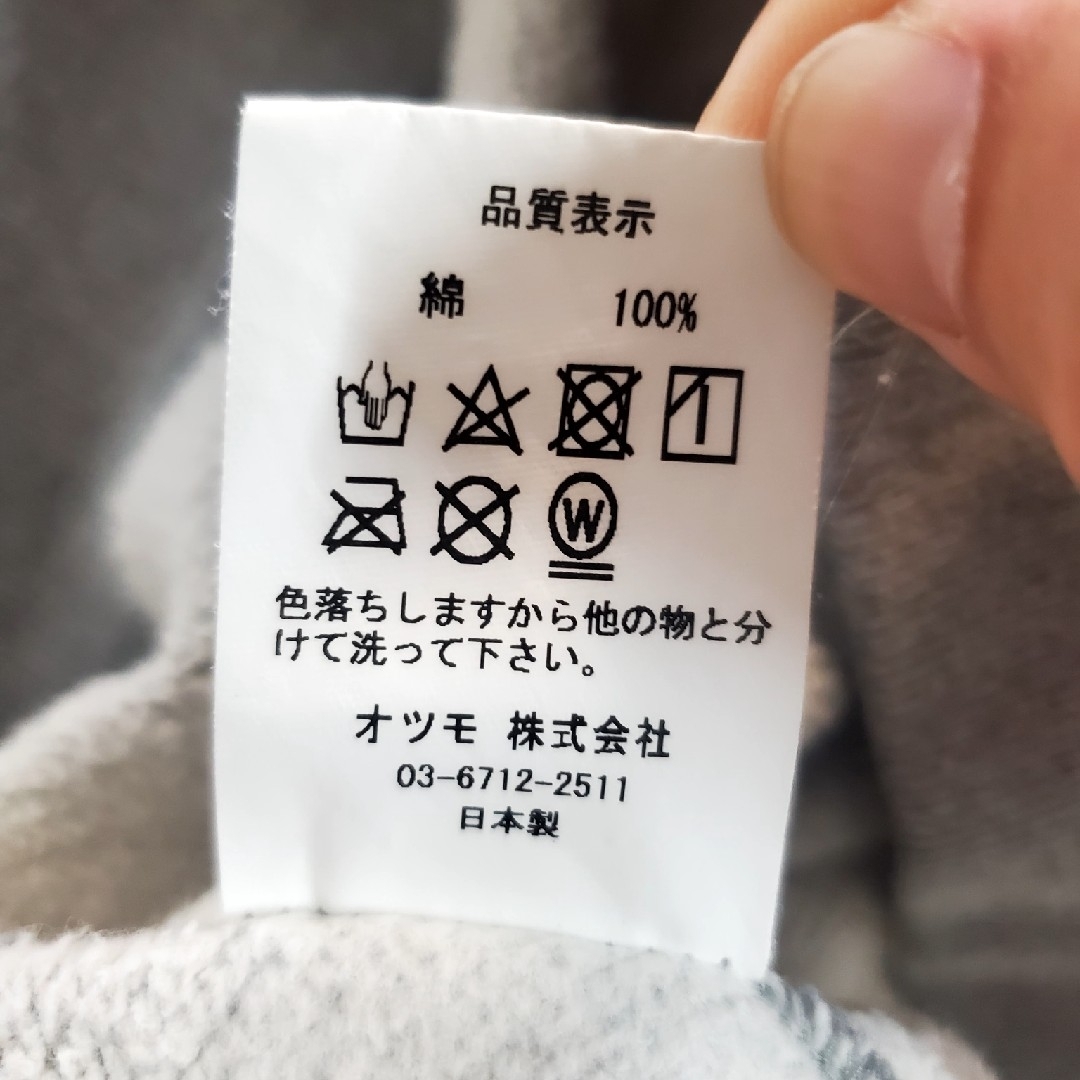 品質表示
綿 100%
W
色落ちしますから他の物と分
けて洗って下さい。
オツモ 株式会社
03-6712-2511
日本製